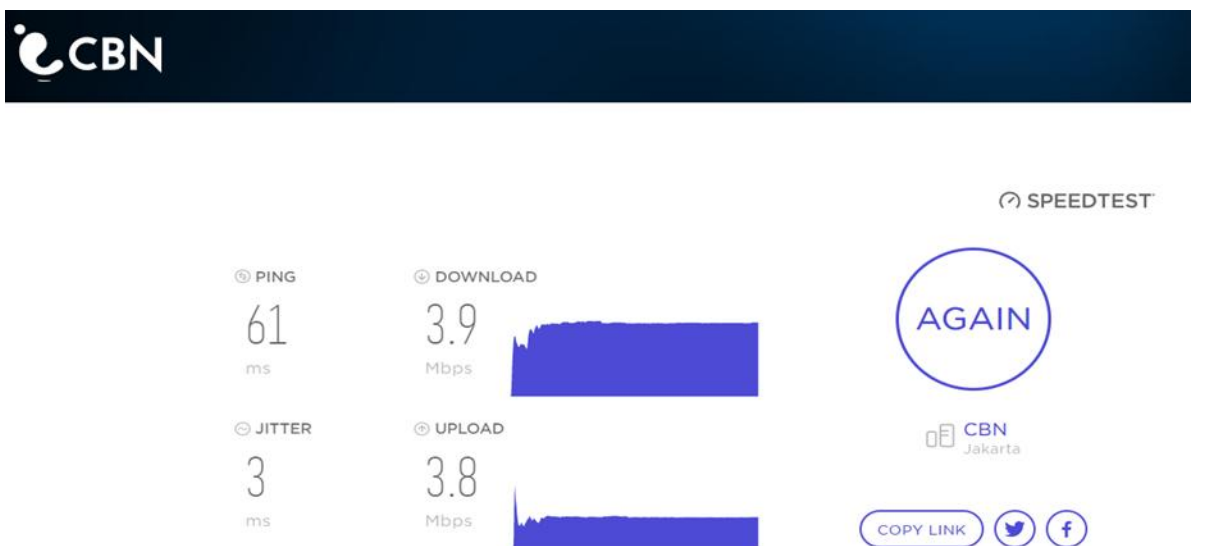 CBN
SPEEDTEST
PING
61
ms
DOWNLOAD
3.9
Mbps
AGAIN
JITTER
3
ms
UPLOAD
3.8
Mbps
CBN
Jakarta
COPY LINK